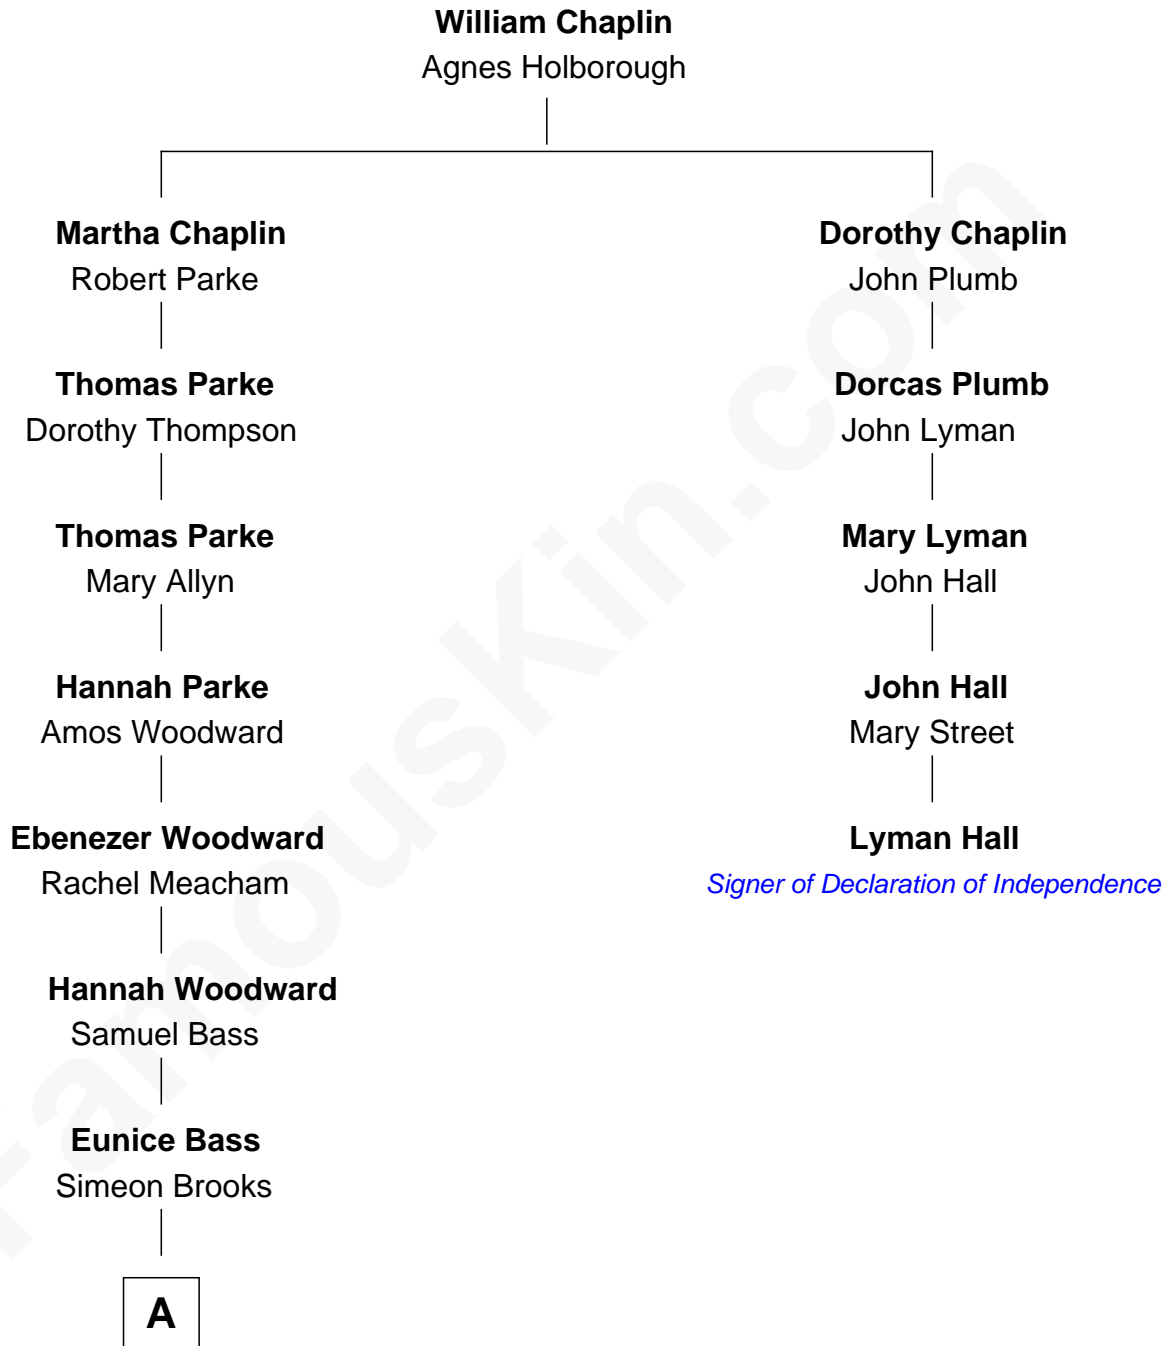 William Chaplin
Agnes Holborough
Martha Chaplin
Robert Parke
Thomas Parke
Dorothy Thompson
Thomas Parke
Mary Allyn
Hannah Parke
Amos Woodward
Ebenezer Woodward
Rachel Meacham
Hannah Woodward
Samuel Bass
Eunice Bass
Simeon Brooks
A
Dorothy Chaplin
John Plumb
Dorcas Plumb
John Lyman
Mary Lyman
John Hall
John Hall
Mary Street
Lyman Hall
Signer of Declaration of Independence
FamousKin.com